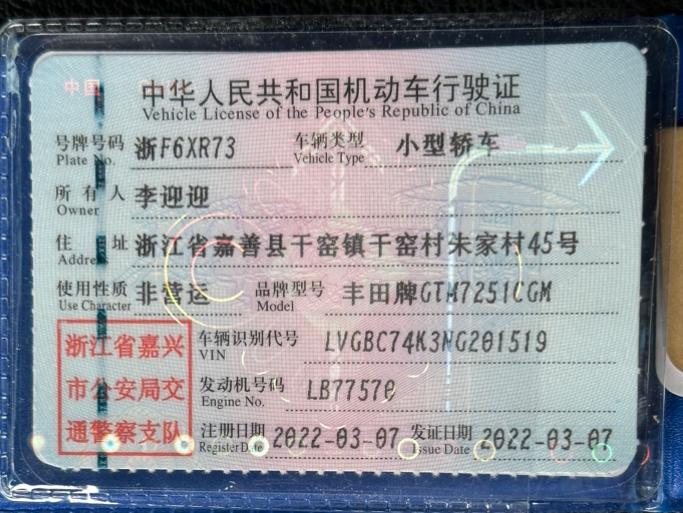 中国
中华人民共和国机动车行驶证
Vehicle License of the People's Republic of China
号牌号码 浙F6XR73 车辆类型 小型轿车
Plate No. Vehicle Type
所有人 李迎迎
Owner
住址 浙江省嘉善县干窑镇干窑村朱家村45号
Address
使用性质 非营运 品牌型号 丰田牌GTM7251CGM
Use Character Model
浙江省嘉兴 车辆识别代号 LVGBC74K3NG201519
VIN
市公安局交 发动机号码 LB77570
Engine No.
通警察支队 注册日期 2022-03-07 发证日期 2022-03-07
Register Date Issue Date